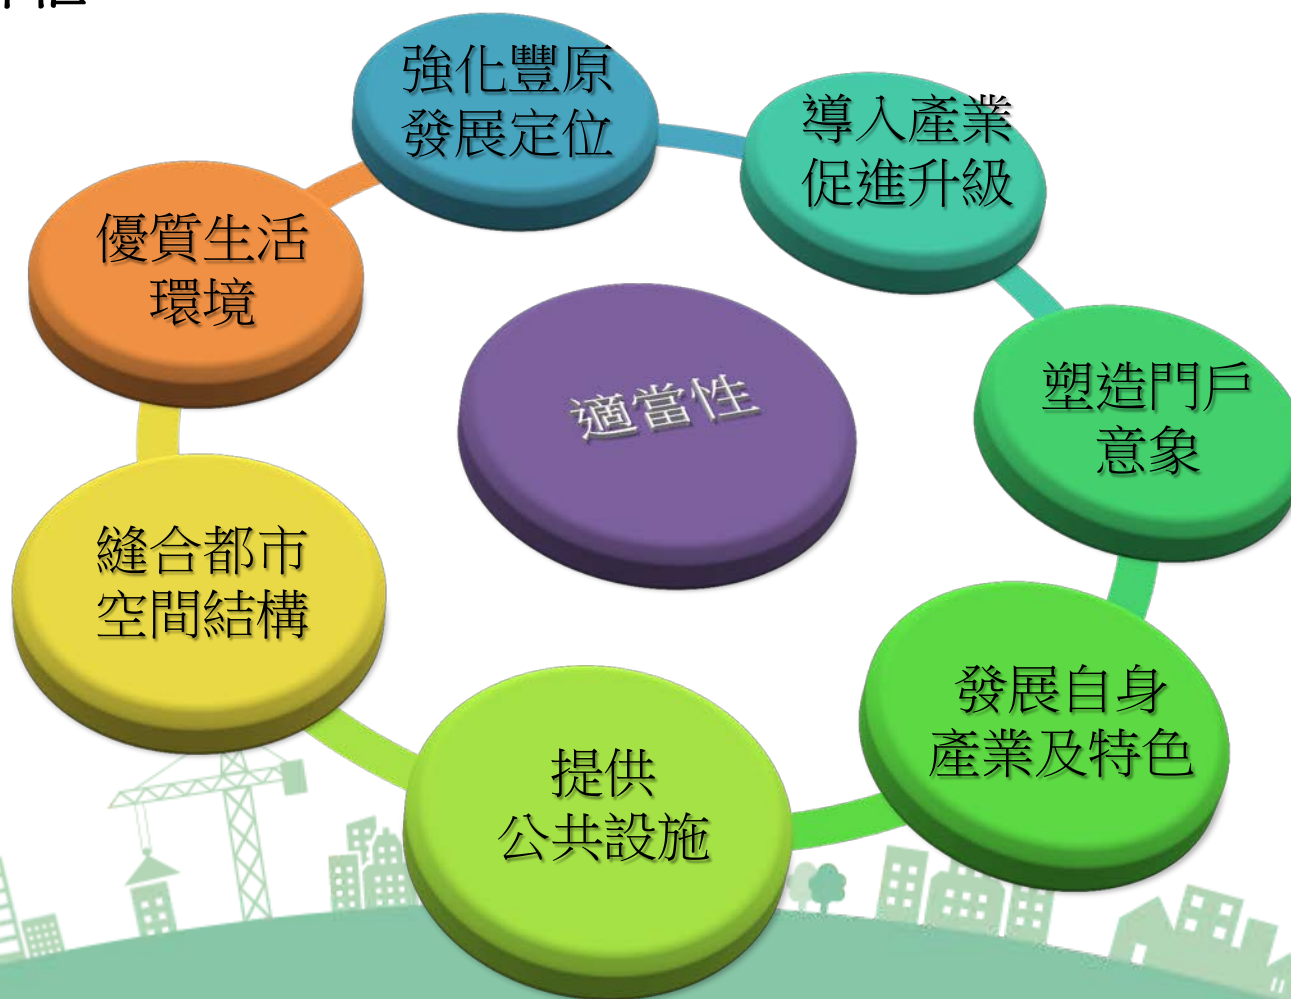 強化豐原
發展定位
導入產業
促進升級
優質生活
環境
塑造門戶
意象
適當性
縫合都市
空間結構
發展自身
產業及特色
提供
公共設施